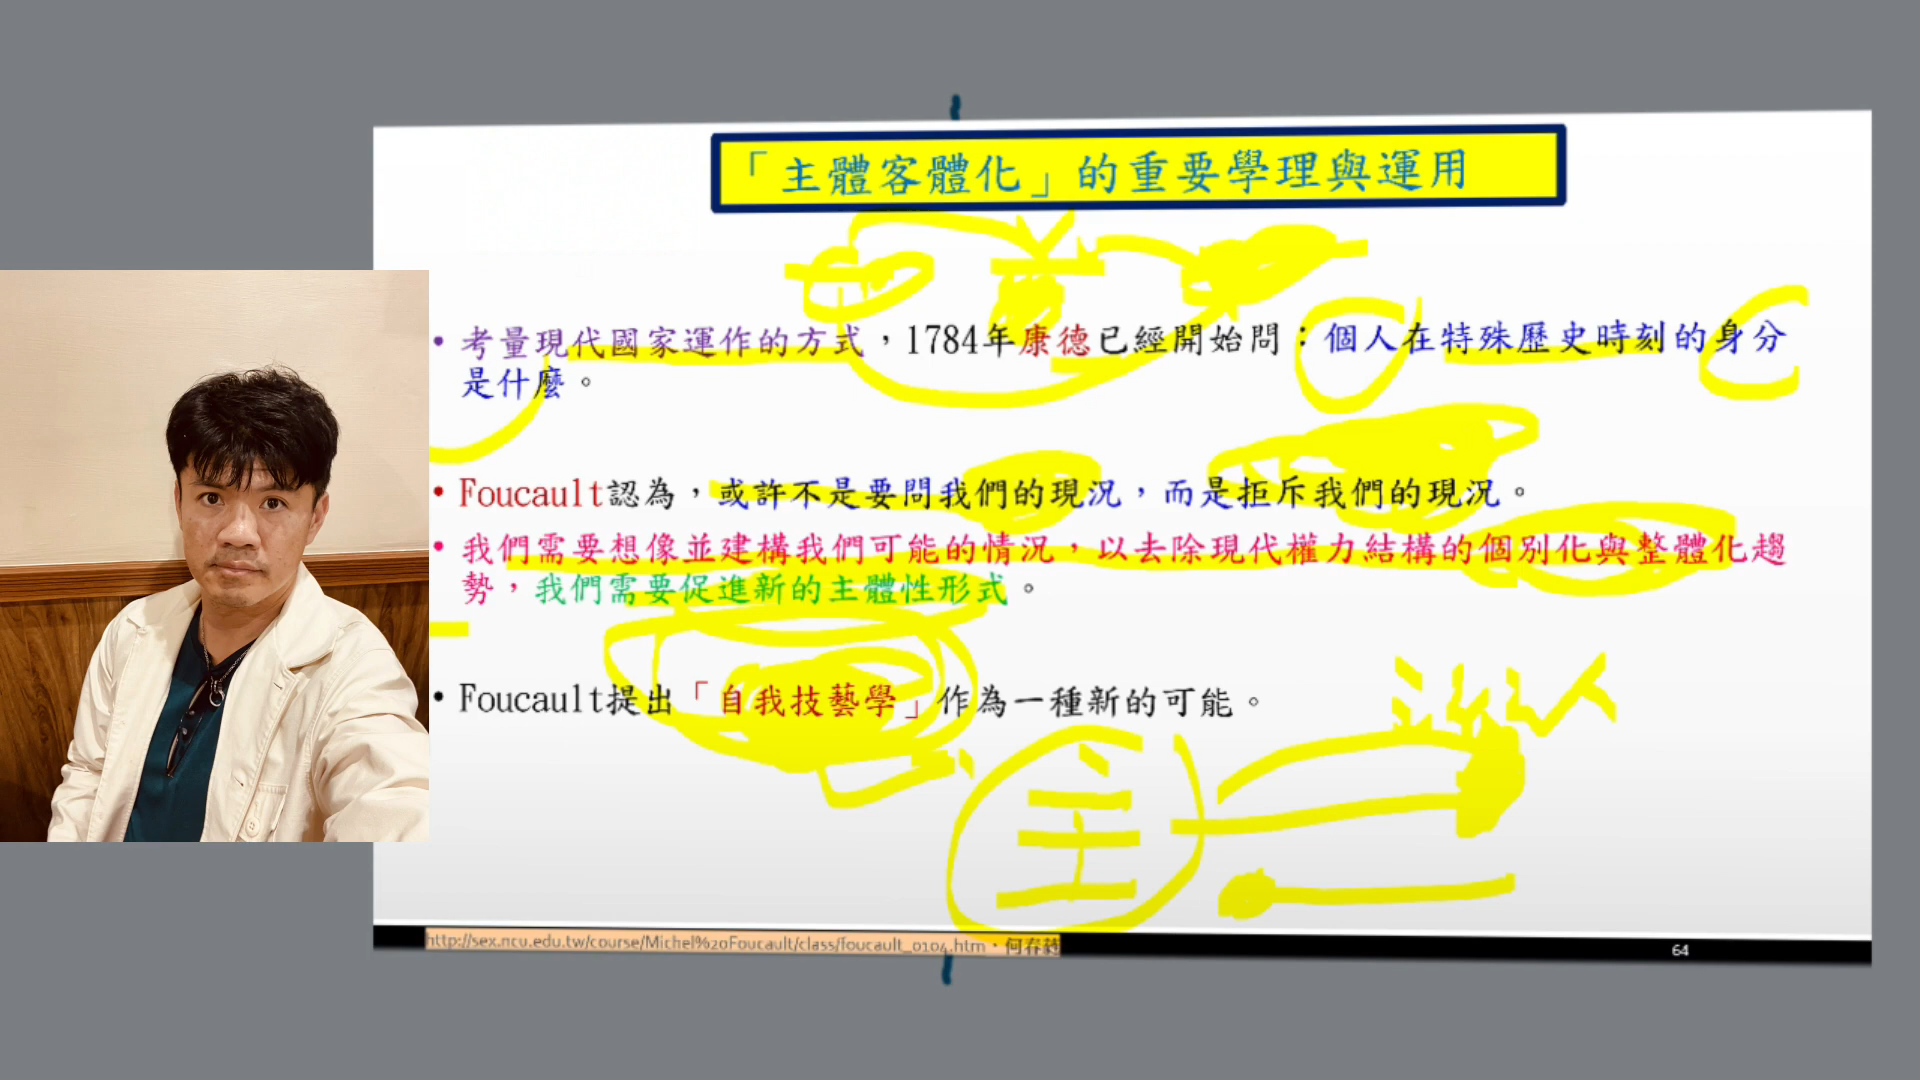 「主體客體化」的重要學理與運用
• 考量現代國家運作的方式，1784年康德已經開始問：個人在特殊歷史時刻的身分
是什麼。
• Foucault認為，或許不是要問我們的現況，而是拒斥我們的現況。
• 我們需要想像並建構我們可能的情況，以去除現代權力結構的個別化與整體化趨
勢，我們需要促進新的主體性形式。
• Foucault提出「自我技藝學」作為一種新的可能。
主
http://sex.ncu.edu.tw/course/Michel%20Foucault/class/foucault_0104.htm，何春蕤
64